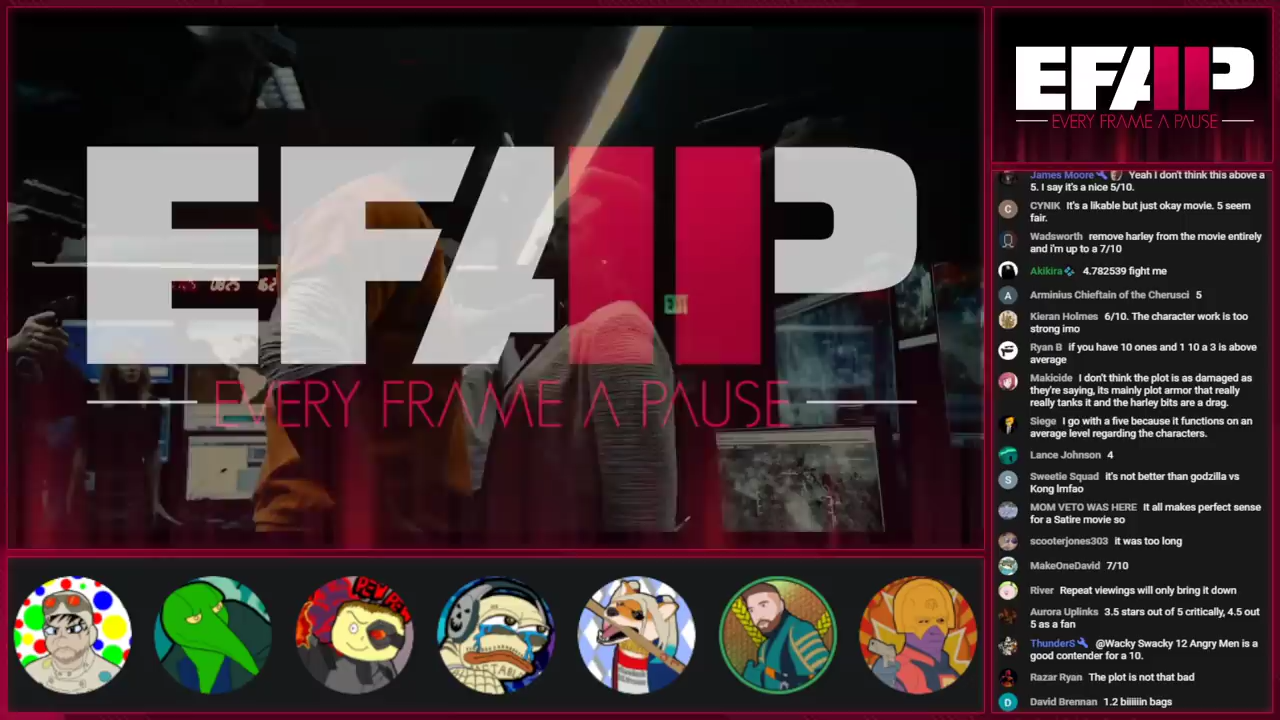 EFAP
EVERY FRAME A PAUSE
EXIT
EFAP
EVERY FRAME A PAUSE
James Moore Yeah I don't think this above a
5. I say it's a nice 5/10.
CYNIK It's a likable but just okay movie. 5 seem
fair.
Wadsworth remove harley from the movie entirely
and i'm up to a 7/10
Akikira 4.782539 fight me
A Arminius Chieftain of the Cherusci 5
Kieran Holmes 6/10. The character work is too
strong imo
Ryan B if you have 10 ones and 1 10 a 3 is above
average
Makicide I don't think the plot is as damaged as
they're saying, its mainly plot armor that really
really tanks it and the harley bits are a drag.
Siege I go with a five because it functions on an
average level regarding the characters.
Lance Johnson 4
S Sweetie Squad it's not better than godzilla vs
Kong lmfao
MOM VETO WAS HERE It all makes perfect sense
for a Satire movie so
scooterjones303 it was too long
MakeOneDavid 7/10
River Repeat viewings will only bring it down
Aurora Uplinks 3.5 stars out of 5 critically, 4.5 out
5 as a fan
ThunderS @Wacky Swacky 12 Angry Men is a
good contender for a 10.
Razar Ryan The plot is not that bad
D David Brennan 1.2 biiiiiin bags